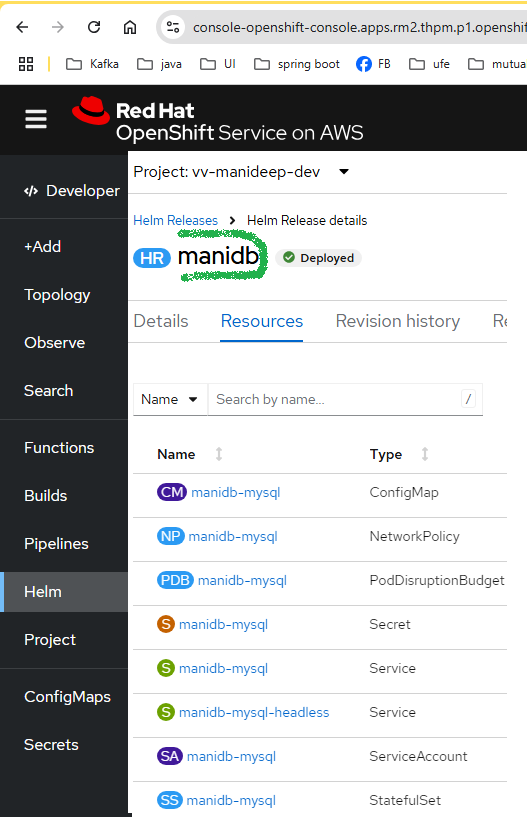 console-openshift-console.apps.rm2.thpm.p1.openshif
Kafka java UI spring boot FB ufe mutua
Red Hat
OpenShift Service on AWS
Project: vv-manideep-dev
</> Developer
Helm Releases > Helm Release details
+Add
HR manidb Deployed
Topology
Details Resources Revision history Re
Observe
Search
Name Search by name... /
Functions
Name Type
Builds
CM manidb-mysql ConfigMap
Pipelines
NP manidb-mysql NetworkPolicy
Helm
PDB manidb-mysql PodDisruptionBudget
Project
S manidb-mysql Secret
S manidb-mysql Service
ConfigMaps
S manidb-mysql-headless Service
Secrets
SA manidb-mysql ServiceAccount
SS manidb-mysql StatefulSet